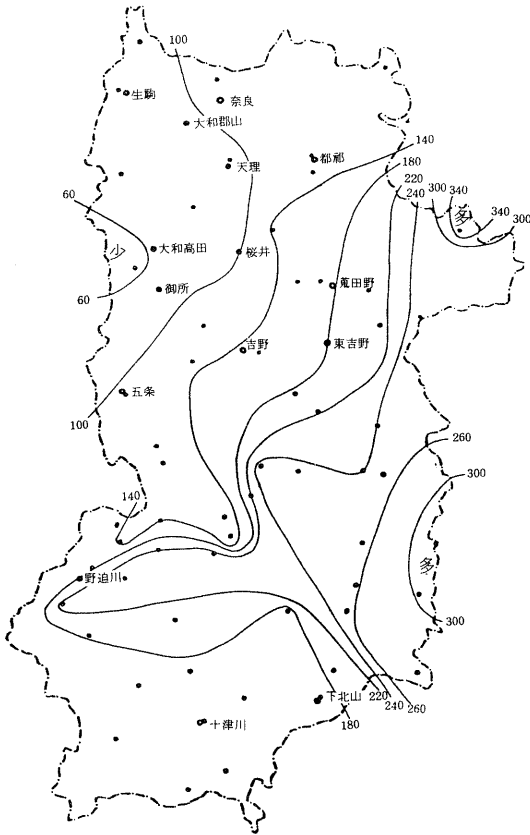 100
生駒
奈良
大和郡山
140
都祁
天理
180
220
240
300
340
多
340
300
60
少
大和高田
桜井
60
御所
菟田野
吉野
東吉野
五条
100
260
300
140
多
野迫川
300
下北山
220
240
260
180
十津川